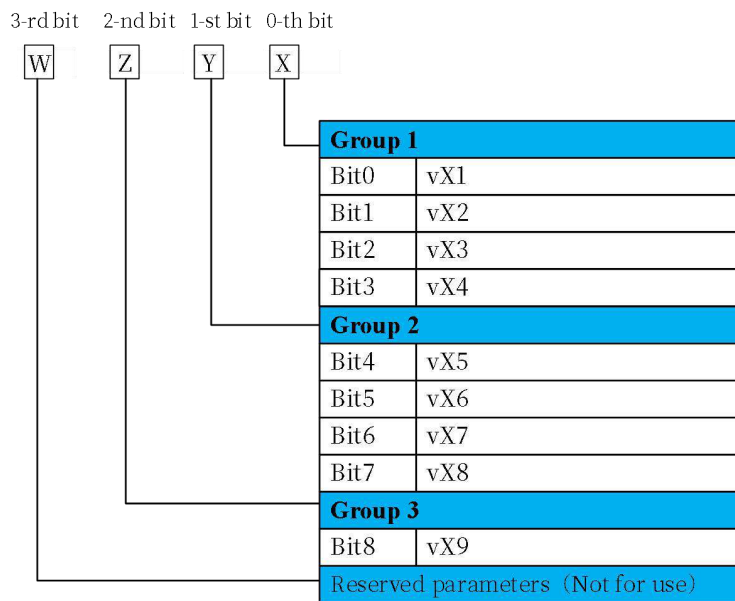 3-rd bit 2-nd bit 1-st bit 0-th bit
W Z Y X
Group 1
Bit0 vX1
Bit1 vX2
Bit2 vX3
Bit3 vX4
Group 2
Bit4 vX5
Bit5 vX6
Bit6 vX7
Bit7 vX8
Group 3
Bit8 vX9
Reserved parameters (Not for use)